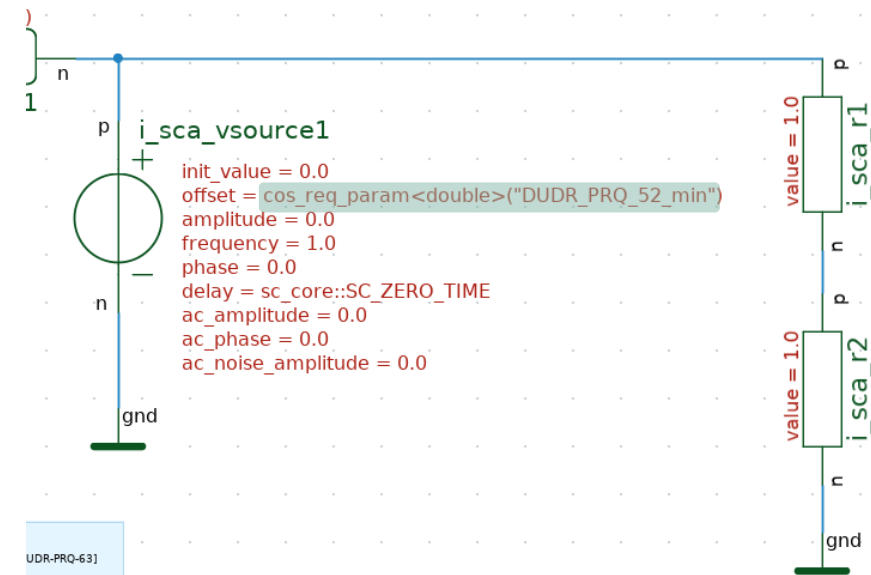 )
n
1
p
i_sca_vsource1
+
init_value = 0.0
offset = cos_req_param<double>("DUDR_PRQ_52_min")
amplitude = 0.0
frequency = 1.0
phase = 0.0
delay = sc_core::SC_ZERO_TIME
ac_amplitude = 0.0
ac_phase = 0.0
ac_noise_amplitude = 0.0
−
n
gnd
p
value = 1.0
i_sca_r1
n
p
value = 1.0
i_sca_r2
n
gnd
UDR-PRQ-63]